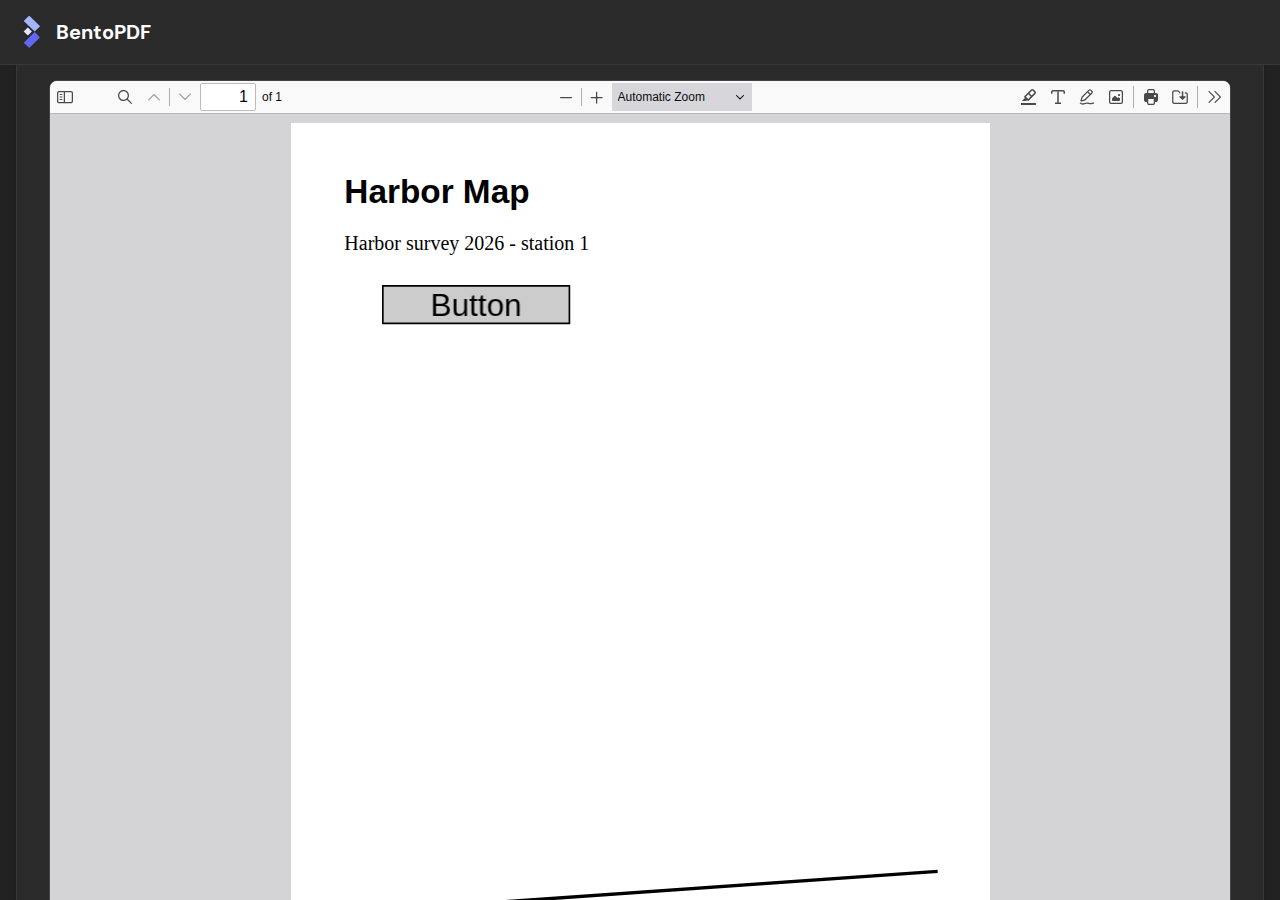 BentoPDF
1 of 1
Automatic Zoom
Harbor Map
Harbor survey 2026 - station 1
Button